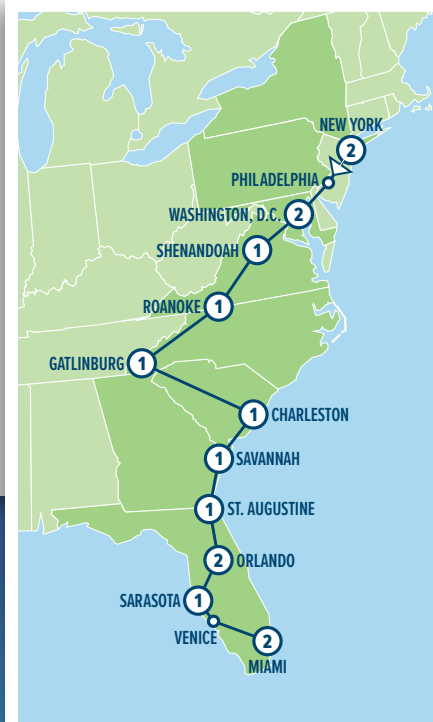 NEW YORK
2
PHILADELPHIA
WASHINGTON, D.C.
2
SHENANDOAH
1
ROANOKE
1
GATLINBURG
1
1
CHARLESTON
1
SAVANNAH
1
ST. AUGUSTINE
2
ORLANDO
SARASOTA
1
VENICE
2
MIAMI